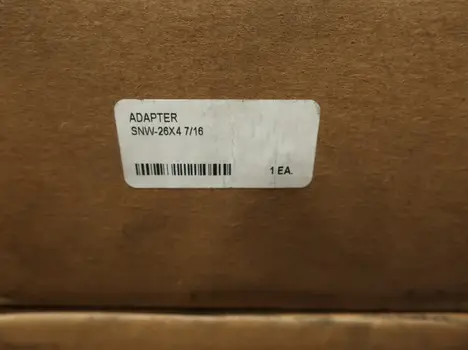 ADAPTER
SNW-26X4 7/16
1 EA.